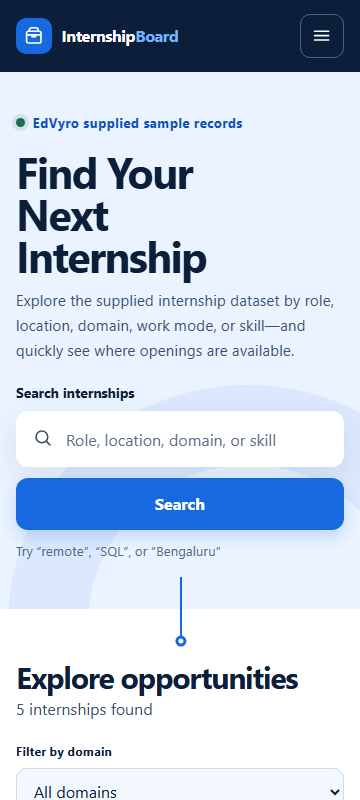 InternshipBoard
EdVyro supplied sample records
Find Your
Next
Internship
Explore the supplied internship dataset by role,
location, domain, work mode, or skill—and
quickly see where openings are available.
Search internships
Role, location, domain, or skill
Search
Try “remote”, “SQL”, or “Bengaluru”
Explore opportunities
5 internships found
Filter by domain
All domains